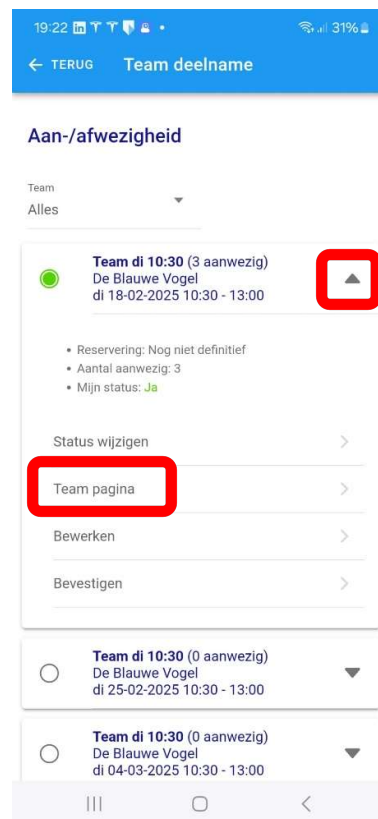 19:22
31%
← TERUG Team deelname
Aan-/afwezigheid
Team
Alles
Team di 10:30 (3 aanwezig)
De Blauwe Vogel
di 18-02-2025 10:30 - 13:00
• Reservering: Nog niet definitief
• Aantal aanwezig: 3
• Mijn status: Ja
Status wijzigen
Team pagina
Bewerken
Bevestigen
Team di 10:30 (0 aanwezig)
De Blauwe Vogel
di 25-02-2025 10:30 - 13:00
Team di 10:30 (0 aanwezig)
De Blauwe Vogel
di 04-03-2025 10:30 - 13:00